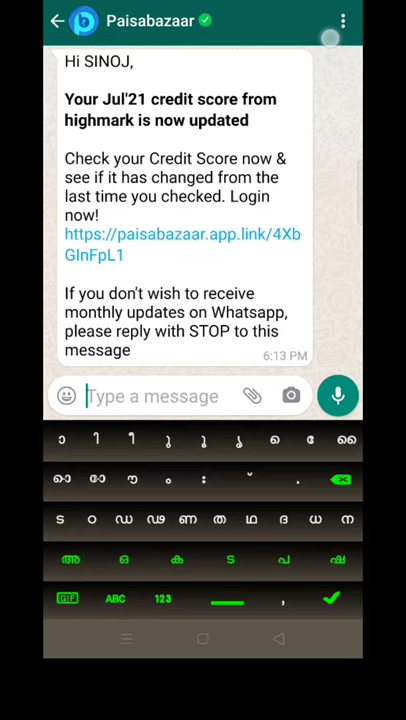 Paisabazaar
Hi SINOJ,
Your Jul'21 credit score from
highmark is now updated
Check your Credit Score now &
see if it has changed from the
last time you checked. Login
now!
https://paisabazaar.app.link/4Xb
GInFpL1
If you don't wish to receive
monthly updates on Whatsapp,
please reply with STOP to this
message
6:13 PM
Type a message
ാ ി ീ ു ൂ ൃ െ േ ൈ
ൊ ോ ൗ ം ഃ ് .
ട ഠ ഡ ഢ ണ ത ഥ ദ ധ ന
അ ഒ ക ട പ ഷ
GIF ABC 123 ,